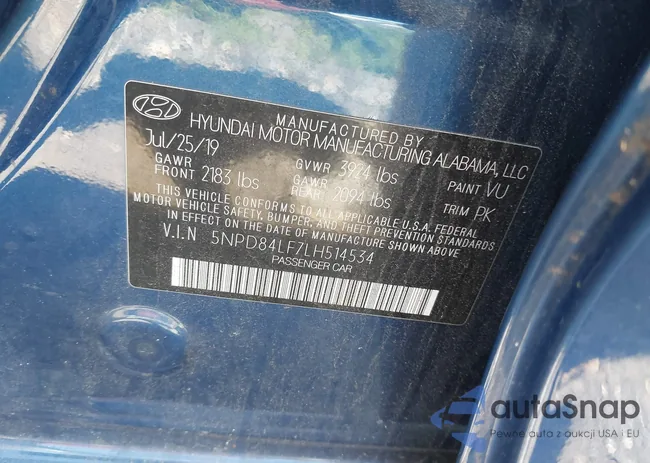 MANUFACTURED BY
HYUNDAI MOTOR MANUFACTURING ALABAMA, LLC
Jul/25/19
GVWR 3924 lbs
PAINT VU
GAWR FRONT 2183 lbs
GAWR REAR 2094 lbs
TRIM PK
THIS VEHICLE CONFORMS TO ALL APPLICABLE U.S.A. FEDERAL
MOTOR VEHICLE SAFETY, BUMPER, AND THEFT PREVENTION STANDARDS
IN EFFECT ON THE DATE OF MANUFACTURE SHOWN ABOVE
V.I.N 5NPD84LF7LH514534
PASSENGER CAR
autaSnap
Pewne auta z aukcji USA i EU